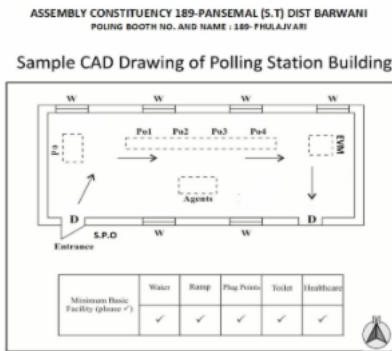 ASSEMBLY CONSTITUENCY 189-PANSEMAL (S.T) DIST BARWANI
POLING BOOTH NO. AND NAME : 189- PHULAJVARI
Sample CAD Drawing of Polling Station Building
W W W W
Po1 Po2 Po3 Po4
Po
EVM
Agents
D D
S.P.O W W
Entrance
Water Ramp Plug Points Toilet Healthcare
Minimum Basic
Facility (please ✓) ✓ ✓ ✓ ✓ ✓